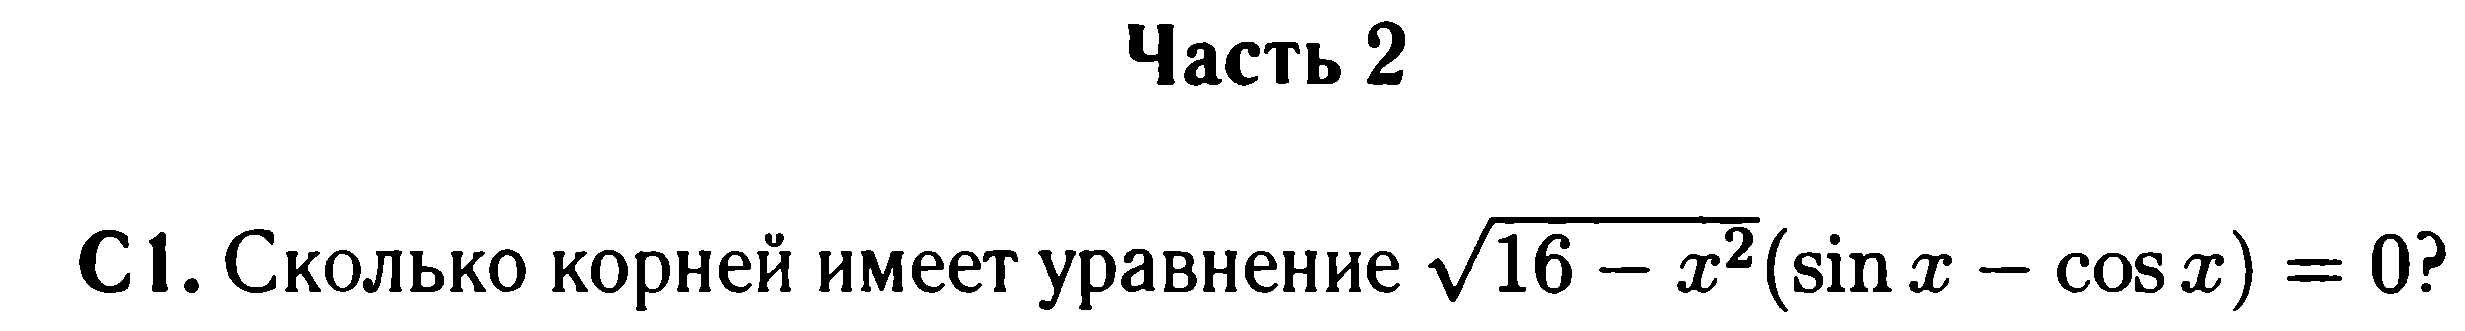 Часть 2
С1. Сколько корней имеет уравнение √(16 − x²)(sin x − cos x) = 0?